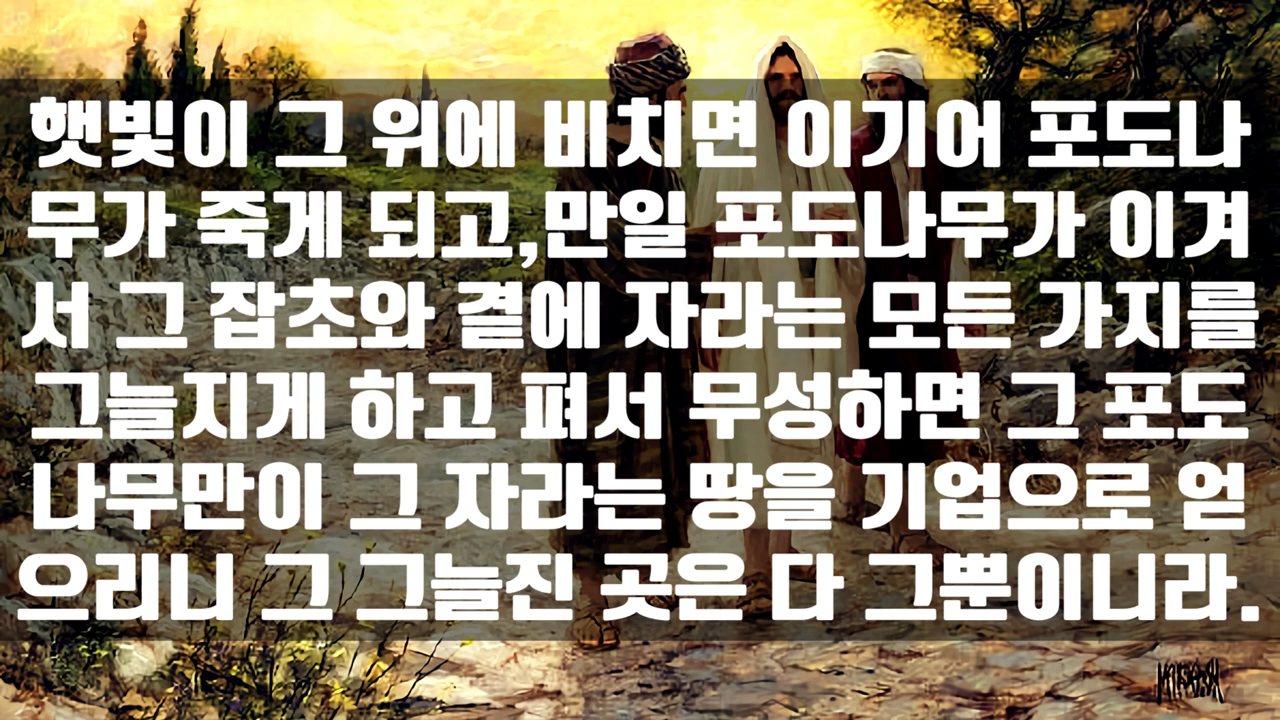 햇빛이 그 위에 비치면 이기어 포도나
무가 죽게 되고,만일 포도나무가 이겨
서 그 잡초와 곁에 자라는 모든 가지를
그늘지게 하고 펴서 무성하면 그 포도
나무만이 그 자라는 땅을 기업으로 얻
으리니 그 그늘진 곳은 다 그뿐이니라.